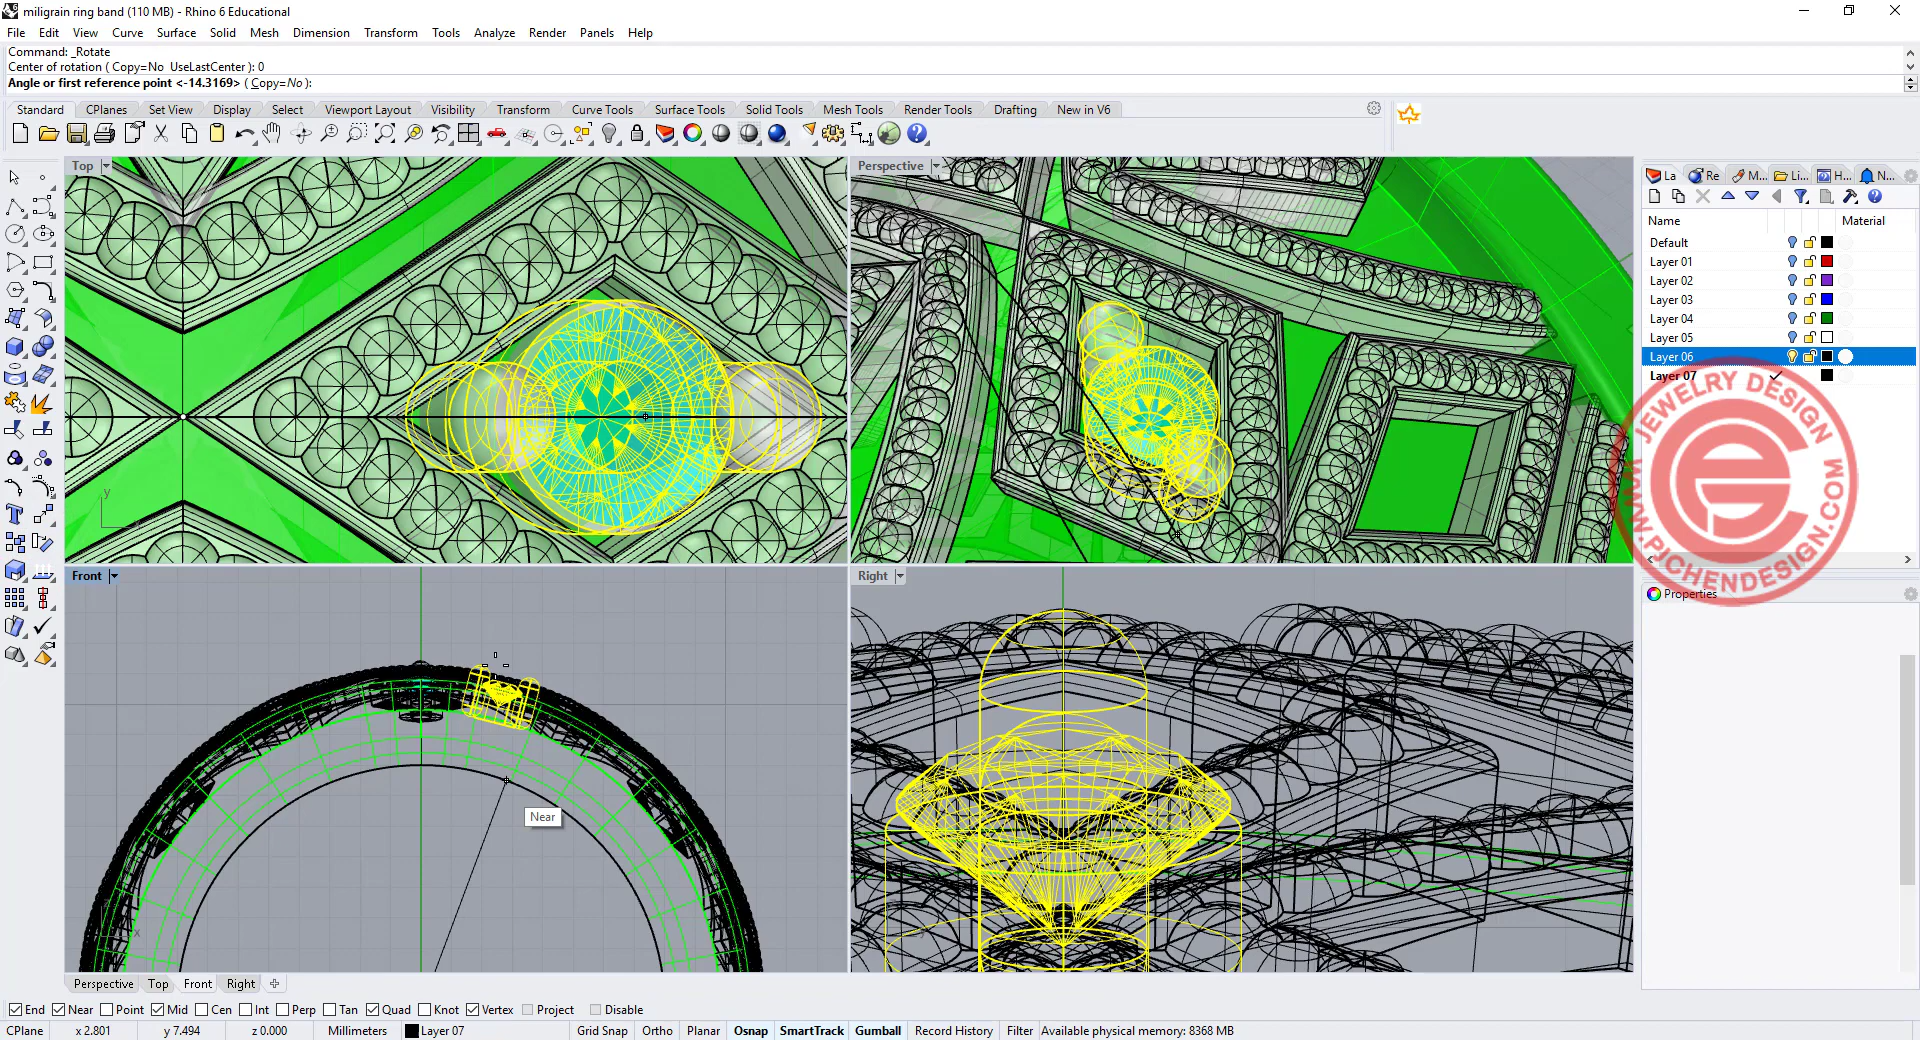 miligrain ring band (110 MB) - Rhino 6 Educational
File Edit View Curve Surface Solid Mesh Dimension Transform Tools Analyze Render Panels Help
Command: _Rotate
Center of rotation ( Copy=No UseLastCenter ): 0
Angle or first reference point <-14.3169> ( Copy=No ):
Standard CPlanes Set View Display Select Viewport Layout Visibility Transform Curve Tools Surface Tools Solid Tools Mesh Tools Render Tools Drafting New in V6
Top
Perspective
La Re M... Li... H... N...
Name Material
Default
Layer 01
Layer 02
Layer 03
Layer 04
Layer 05
Layer 06
Layer 07
JEWELRY DESIGN
WWW.PJCHENDESIGN.COM
Properties
y
Front
Right
Near
x
Perspective Top Front Right
End Near Point Mid Cen Int Perp Tan Quad Knot Vertex Project Disable
CPlane x 2.801 y 7.494 z 0.000 Millimeters Layer 07 Grid Snap Ortho Planar Osnap SmartTrack Gumball Record History Filter Available physical memory: 8368 MB